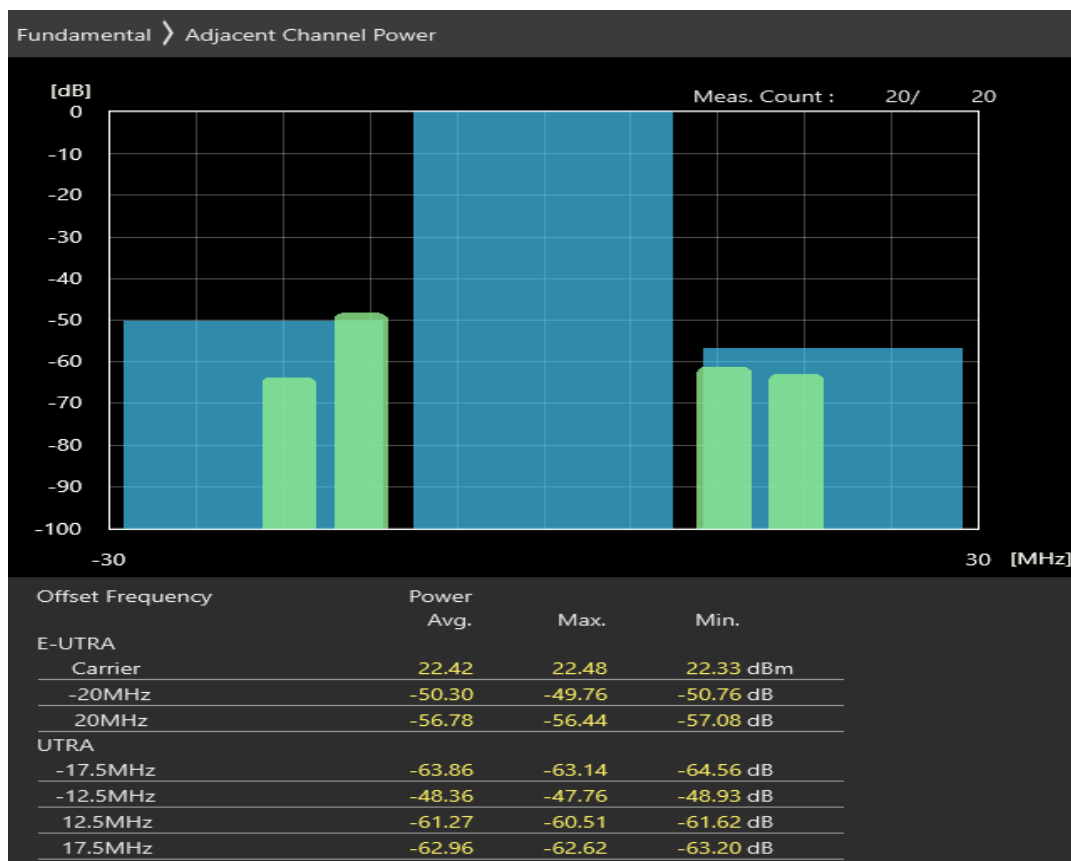 Fundamental 〉 Adjacent Channel Power
[dB]
Meas. Count : 20/ 20
0
-10
-20
-30
-40
-50
-60
-70
-80
-90
-100
-30 30 [MHz]
Offset Frequency Power
Avg. Max. Min.
E-UTRA
Carrier 22.42 22.48 22.33 dBm
-20MHz -50.30 -49.76 -50.76 dB
20MHz -56.78 -56.44 -57.08 dB
UTRA
-17.5MHz -63.86 -63.14 -64.56 dB
-12.5MHz -48.36 -47.76 -48.93 dB
12.5MHz -61.27 -60.51 -61.62 dB
17.5MHz -62.96 -62.62 -63.20 dB